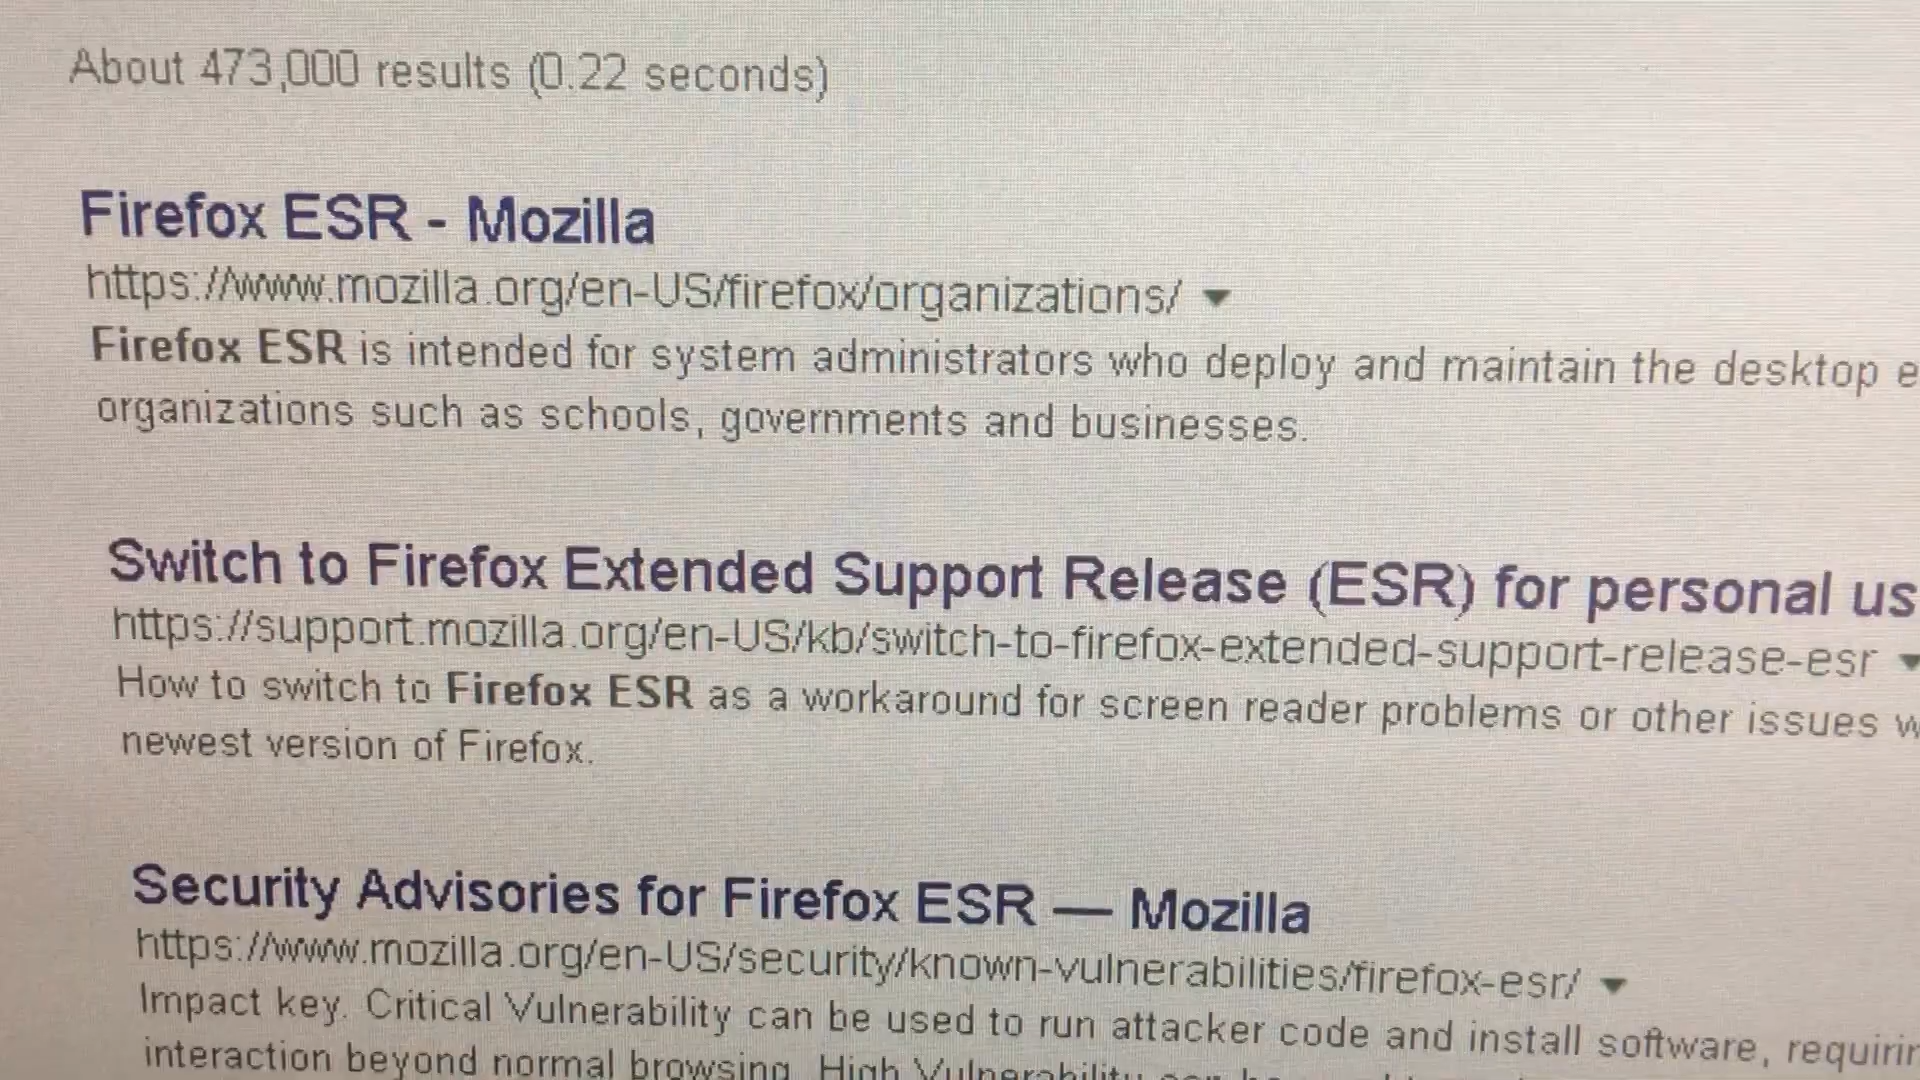 About 473,000 results (0.22 seconds)
Firefox ESR - Mozilla
https://www.mozilla.org/en-US/firefox/organizations/
Firefox ESR is intended for system administrators who deploy and maintain the desktop
organizations such as schools, governments and businesses.
Switch to Firefox Extended Support Release (ESR) for personal us
https://support.mozilla.org/en-US/kb/switch-to-firefox-extended-support-release-esr
How to switch to Firefox ESR as a workaround for screen reader problems or other issues
newest version of Firefox.
Security Advisories for Firefox ESR — Mozilla
https://www.mozilla.org/en-US/security/known-vulnerabilities/firefox-esr/
Impact key. Critical Vulnerability can be used to run attacker code and install software, requirin
interaction beyond normal browsing. High Vulnerability can be